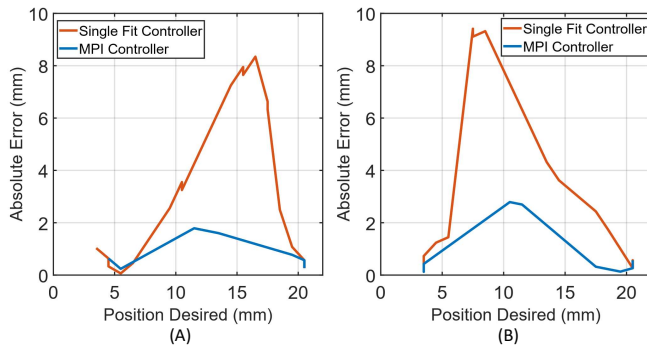 Single Fit Controller
MPI Controller
Absolute Error (mm)
10
8
6
4
2
0
0 5 10 15 20
Position Desired (mm)
(A)
Single Fit Controller
MPI Controller
Absolute Error (mm)
10
8
6
4
2
0
0 5 10 15 20
Position Desired (mm)
(B)